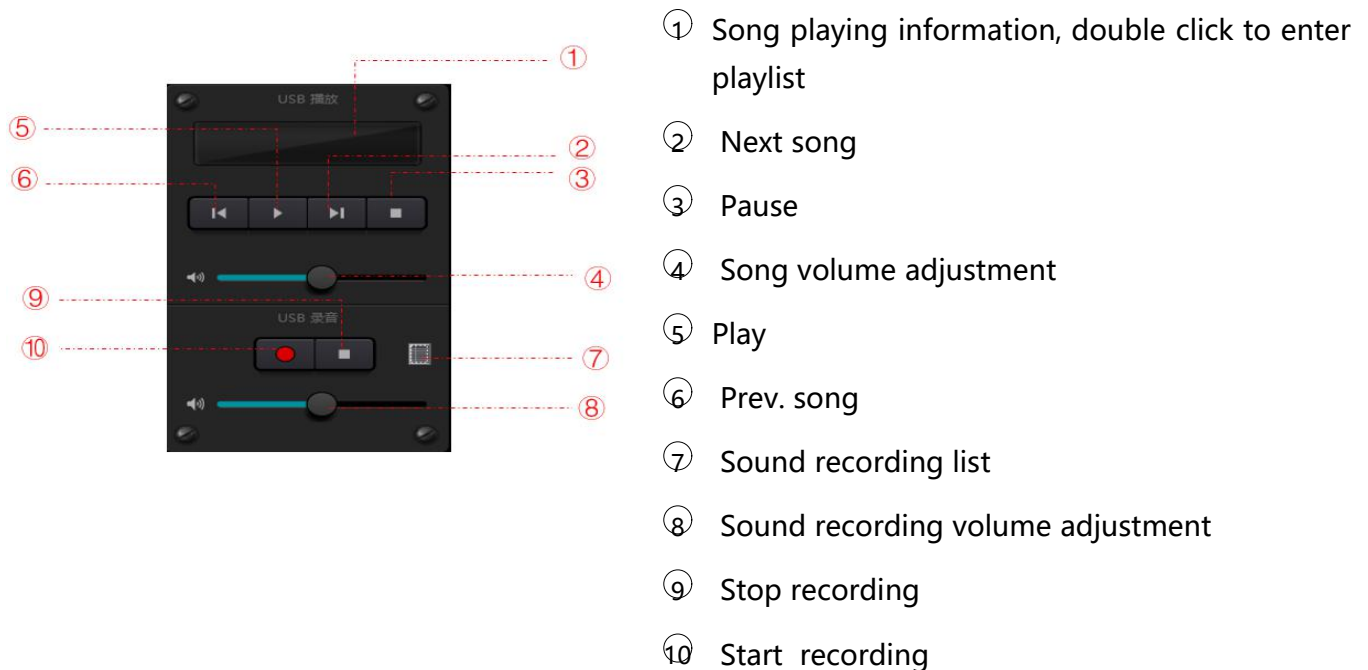 ①
USB 播放
⑤
②
⑥
③
④
⑨
USB 录音
⑩
⑦
⑧
① Song playing information, double click to enter
playlist
② Next song
③ Pause
④ Song volume adjustment
⑤ Play
⑥ Prev. song
⑦ Sound recording list
⑧ Sound recording volume adjustment
⑨ Stop recording
⑩ Start recording